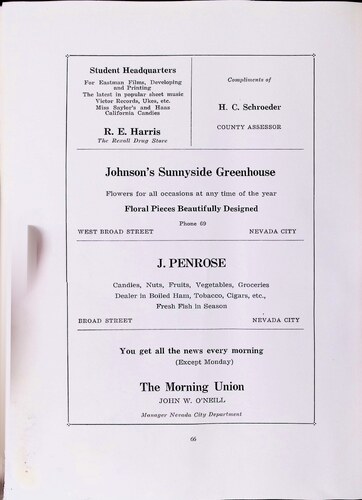 Student Headquarters
For Eastman Films, Developing
and Printing
The latest in popular sheet music
Victor Records, Ukes, etc.
Miss Saylor's and Haas
California Candies
R. E. Harris
The Rexall Drug Store
Compliments of
H. C. Schroeder
COUNTY ASSESSOR
Johnson's Sunnyside Greenhouse
Flowers for all occasions at any time of the year
Floral Pieces Beautifully Designed
Phone 69
WEST BROAD STREET NEVADA CITY
J. PENROSE
Candies, Nuts, Fruits, Vegetables, Groceries
Dealer in Boiled Ham, Tobacco, Cigars, etc.,
Fresh Fish in Season
BROAD STREET NEVADA CITY
You get all the news every morning
(Except Monday)
The Morning Union
JOHN W. O'NEILL
Manager Nevada City Department
66